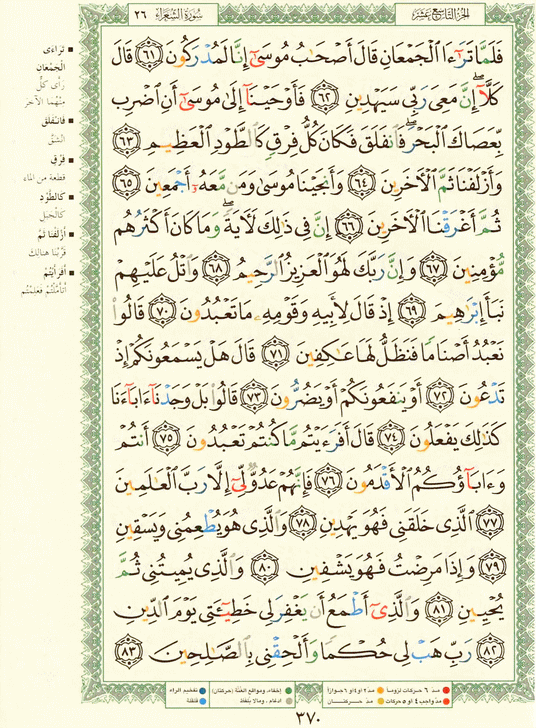 الجزء التاسع عشر
سورة الشعراء ٢٦
فَلَمَّا تَرَٰٓءَا ٱلْجَمْعَانِ قَالَ أَصْحَٰبُ مُوسَىٰٓ إِنَّا لَمُدْرَكُونَ ٦١ قَالَ
كَلَّآ ۖ إِنَّ مَعِىَ رَبِّى سَيَهْدِينِ ٦٢ فَأَوْحَيْنَآ إِلَىٰ مُوسَىٰٓ أَنِ ٱضْرِب
بِّعَصَاكَ ٱلْبَحْرَ ۖ فَٱنفَلَقَ فَكَانَ كُلُّ فِرْقٍ كَٱلطَّوْدِ ٱلْعَظِيمِ ٦٣
وَأَزْلَفْنَا ثَمَّ ٱلْءَاخَرِينَ ٦٤ وَأَنجَيْنَا مُوسَىٰ وَمَن مَّعَهُۥٓ أَجْمَعِينَ ٦٥
ثُمَّ أَغْرَقْنَا ٱلْءَاخَرِينَ ٦٦ إِنَّ فِى ذَٰلِكَ لَءَايَةً ۖ وَمَا كَانَ أَكْثَرُهُم
مُّؤْمِنِينَ ٦٧ وَإِنَّ رَبَّكَ لَهُوَ ٱلْعَزِيزُ ٱلرَّحِيمُ ٦٨ وَٱتْلُ عَلَيْهِمْ
نَبَأَ إِبْرَٰهِيمَ ٦٩ إِذْ قَالَ لِأَبِيهِ وَقَوْمِهِۦ مَا تَعْبُدُونَ ٧٠ قَالُوا۟
نَعْبُدُ أَصْنَامًا فَنَظَلُّ لَهَا عَٰكِفِينَ ٧١ قَالَ هَلْ يَسْمَعُونَكُمْ إِذْ
تَدْعُونَ ٧٢ أَوْ يَنفَعُونَكُمْ أَوْ يَضُرُّونَ ٧٣ قَالُوا۟ بَلْ وَجَدْنَآ ءَابَآءَنَا
كَذَٰلِكَ يَفْعَلُونَ ٧٤ قَالَ أَفَرَءَيْتُم مَّا كُنتُمْ تَعْبُدُونَ ٧٥ أَنتُمْ
وَءَابَآؤُكُمُ ٱلْأَقْدَمُونَ ٧٦ فَإِنَّهُمْ عَدُوٌّ لِّىٓ إِلَّا رَبَّ ٱلْعَٰلَمِينَ
٧٧ ٱلَّذِى خَلَقَنِى فَهُوَ يَهْدِينِ ٧٨ وَٱلَّذِى هُوَ يُطْعِمُنِى وَيَسْقِينِ
٧٩ وَإِذَا مَرِضْتُ فَهُوَ يَشْفِينِ ٨٠ وَٱلَّذِى يُمِيتُنِى ثُمَّ
يُحْيِينِ ٨١ وَٱلَّذِىٓ أَطْمَعُ أَن يَغْفِرَ لِى خَطِيٓـَٔتِى يَوْمَ ٱلدِّينِ
٨٢ رَبِّ هَبْ لِى حُكْمًا وَأَلْحِقْنِى بِٱلصَّٰلِحِينَ ٨٣
تراءى
الجمعان
رأى كل
منهما الآخر
فانفلق
انشق
فرق
قطعة من الماء
كالطود
كالجبل
أزلفنا ثم
قربنا هنالك
أفرأيتم
أتأملتم فعلمتم
مد ٦ حركات لزوما
مد ٢ أو ٤ أو ٦ جوازا
إخفاء، ومواقع الغنة (حركتان)
تفخيم الراء
مد واجب ٤ أو ٥ حركات
مد حركتان
إدغام، وما لا يلفظ
قلقلة
٣٧٠